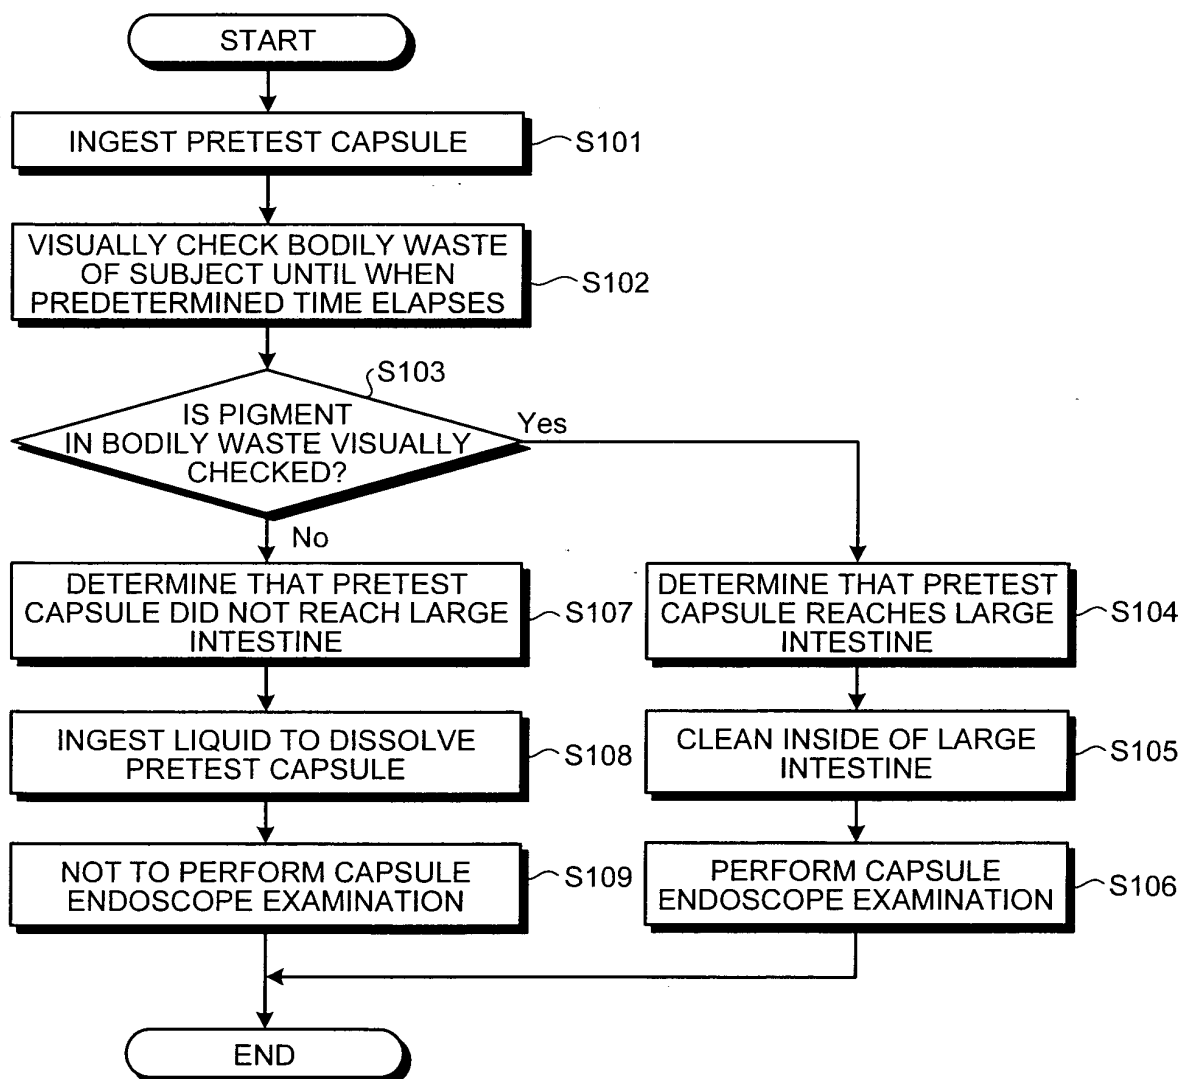 START
INGEST PRETEST CAPSULE
S101
VISUALLY CHECK BODILY WASTE
OF SUBJECT UNTIL WHEN
PREDETERMINED TIME ELAPSES
S102
S103
IS PIGMENT
IN BODILY WASTE VISUALLY
CHECKED?
Yes
No
DETERMINE THAT PRETEST
CAPSULE DID NOT REACH LARGE
INTESTINE
S107
DETERMINE THAT PRETEST
CAPSULE REACHES LARGE
INTESTINE
S104
INGEST LIQUID TO DISSOLVE
PRETEST CAPSULE
S108
CLEAN INSIDE OF LARGE
INTESTINE
S105
NOT TO PERFORM CAPSULE
ENDOSCOPE EXAMINATION
S109
PERFORM CAPSULE
ENDOSCOPE EXAMINATION
S106
END